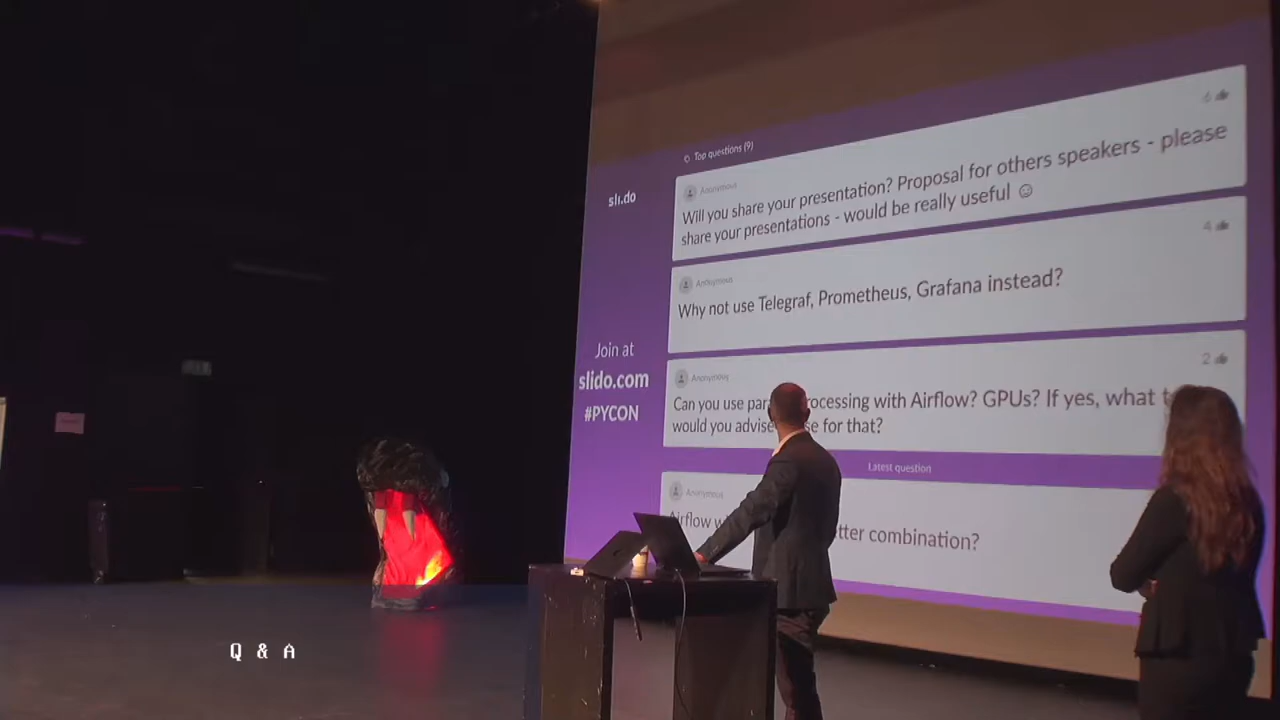 Top questions (9)
sli.do
Join at
slido.com
#PYCON
Anonymous
6
Will you share your presentation? Proposal for others speakers - please
share your presentations - would be really useful ☺
Anonymous
4
Why not use Telegraf, Prometheus, Grafana instead?
Anonymous
2
Can you use par rocessing with Airflow? GPUs? If yes, what t
would you advise se for that?
Latest question
Anonymous
Airflow w tter combination?
Q & A